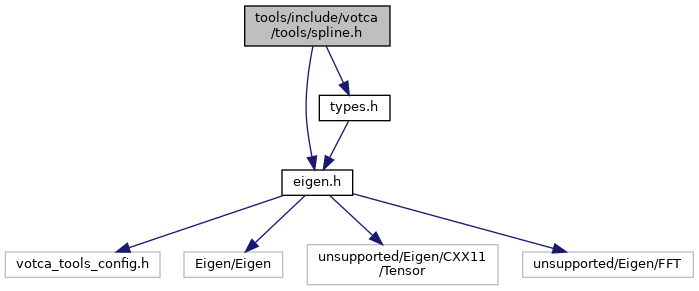 tools/include/votca
/tools/spline.h
types.h
eigen.h
votca_tools_config.h
Eigen/Eigen
unsupported/Eigen/CXX11
/Tensor
unsupported/Eigen/FFT